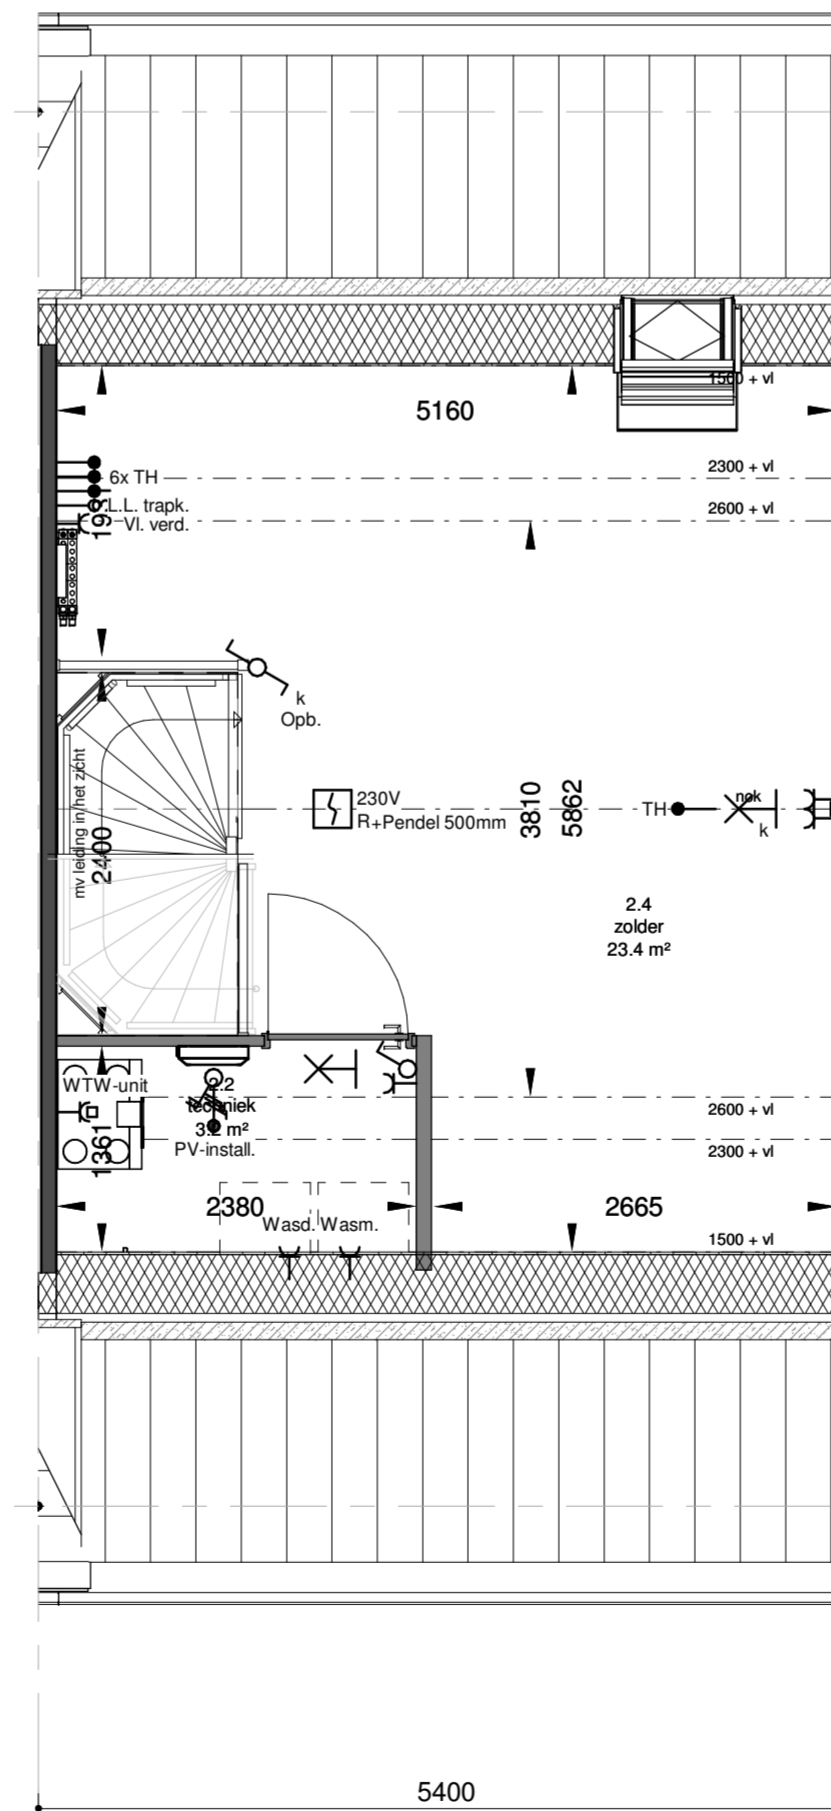 1500 + vl
5160
2300 + vl
6x TH
2600 + vl
L.L. trapk.
Vl. verd.
k
Opb.
mv leiding in het zicht
2400
230V
R+Pendel 500mm
3810
5862
TH
nok
k
2.4
zolder
23.4 m²
WTW-unit
2.2
techniek
3.2 m²
PV-install.
1361
2600 + vl
2300 + vl
2380
2665
Wasd.
Wasm.
1500 + vl
5400